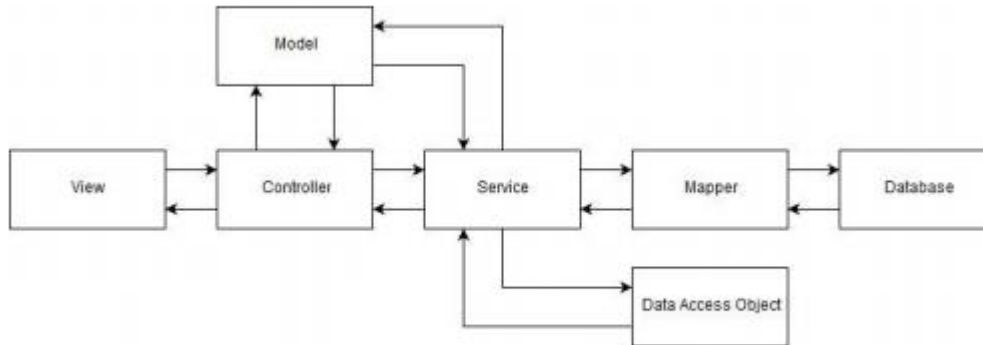 Model
View
Controller
Service
Mapper
Database
Data Access Object